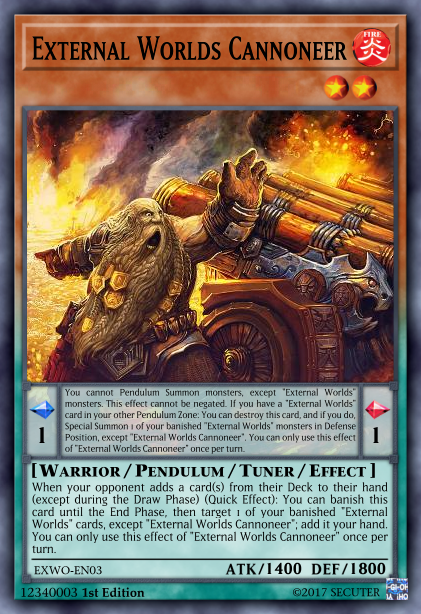 EXTERNAL WORLDS CANNONEER
FIRE
炎
You cannot Pendulum Summon monsters, except "External Worlds"
monsters. This effect cannot be negated. If you have a "External Worlds"
card in your other Pendulum Zone: You can destroy this card, and if you do,
Special Summon 1 of your banished "External Worlds" monsters in Defense
Position, except "External Worlds Cannoneer". You can only use this effect
of "External Worlds Cannoneer" once per turn.
1
1
[WARRIOR / PENDULUM / TUNER / EFFECT ]
When your opponent adds a card(s) from their Deck to their hand
(except during the Draw Phase) (Quick Effect): You can banish this
card until the End Phase, then target 1 of your banished "External
Worlds" cards, except "External Worlds Cannoneer"; add it your hand.
You can only use this effect of "External Worlds Cannoneer" once per
turn.
EXWO-EN03
ATK/1400 DEF/1800
12340003 1st Edition
©2017 SECUTER